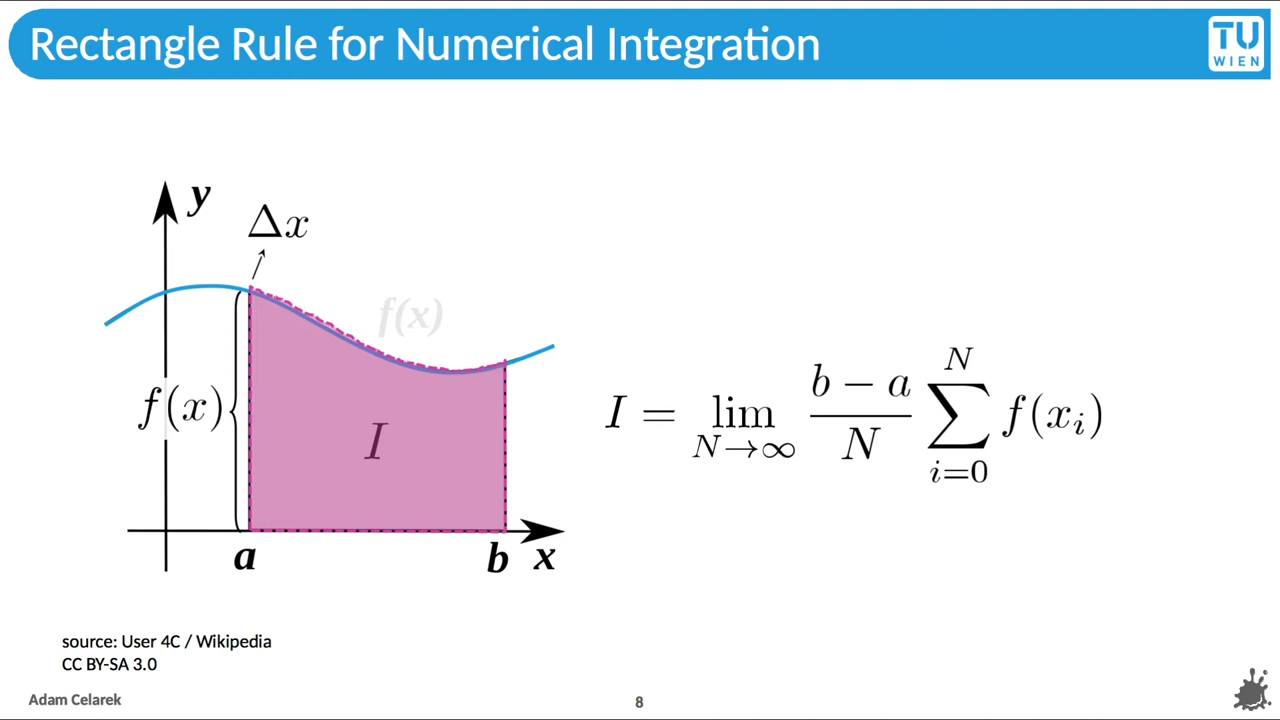 Rectangle Rule for Numerical Integration
TU
WIEN
y
Δx
f(x)
f(x)
I
I = lim N→∞ (b − a)/N ∑ i=0 N f(xᵢ)
a
b
x
source: User 4C / Wikipedia
CC BY-SA 3.0
Adam Celarek
8